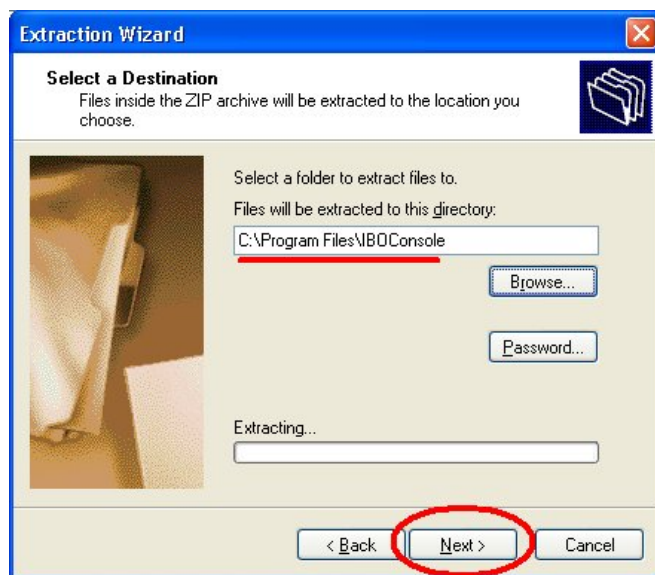 Extraction Wizard
Select a Destination
Files inside the ZIP archive will be extracted to the location you
choose.
Select a folder to extract files to.
Files will be extracted to this directory:
C:\Program Files\IBOConsole
Browse...
Password...
Extracting...
< Back
Next >
Cancel